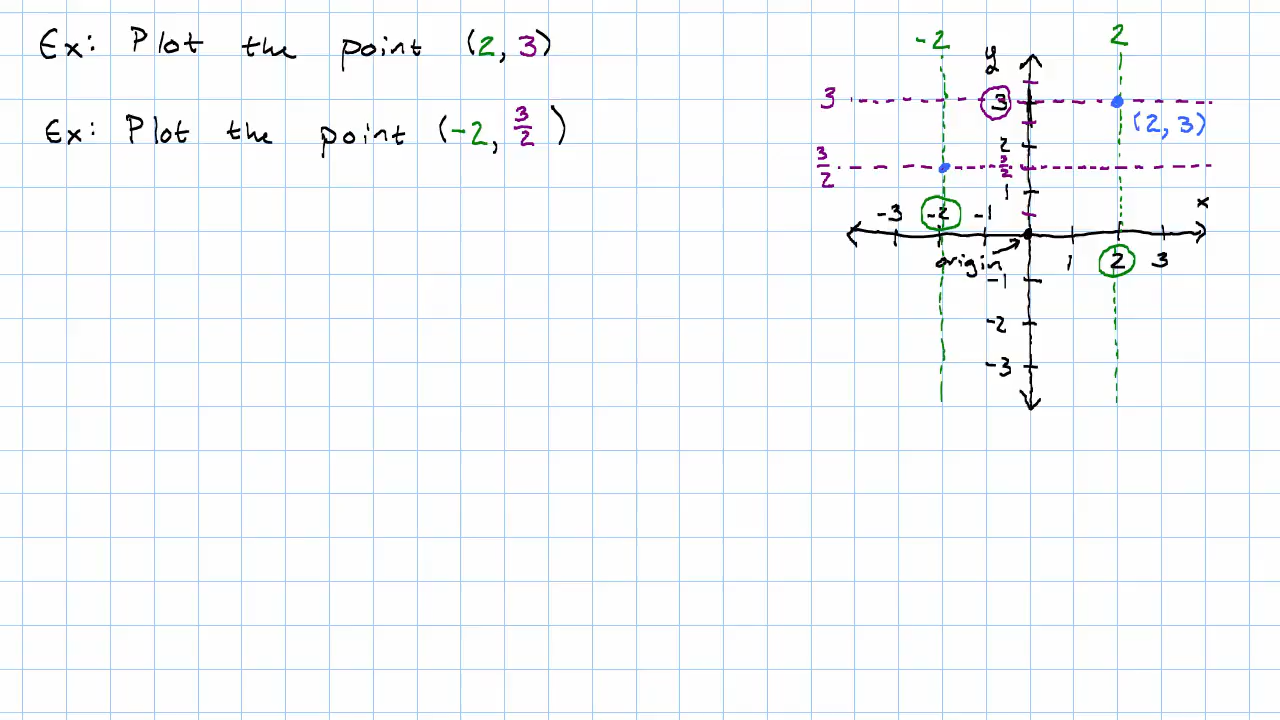 Ex: Plot the point (2, 3)
Ex: Plot the point (-2, 3/2)
-2 2
y
3 3
(2, 3)
2
3/2 3/2
1
x
-3 -2 -1
origin 1 2 3
-1
-2
-3